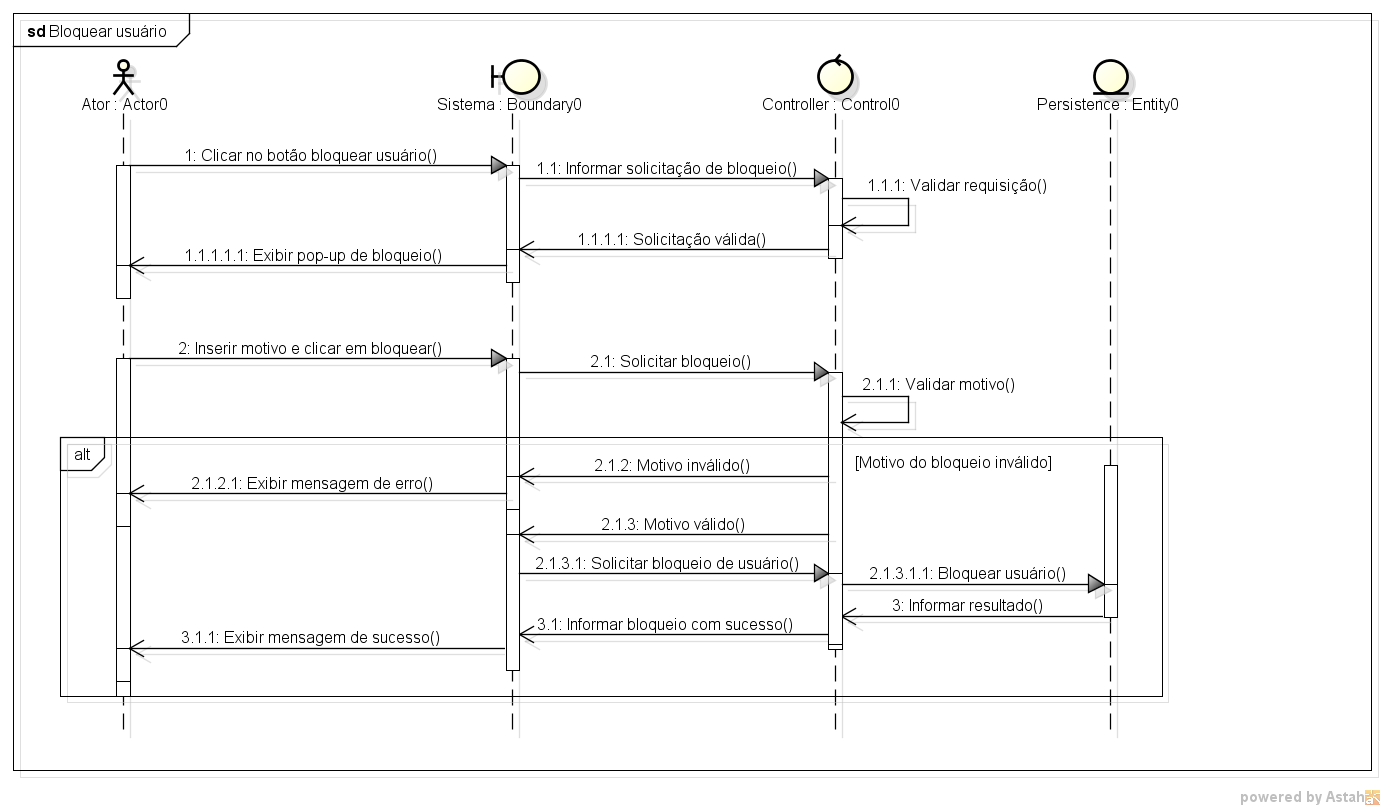 sd Bloquear usuário
Ator : Actor0
Sistema : Boundary0
Controller : Control0
Persistence : Entity0
1: Clicar no botão bloquear usuário()
1.1: Informar solicitação de bloqueio()
1.1.1: Validar requisição()
1.1.1.1: Solicitação válida()
1.1.1.1.1: Exibir pop-up de bloqueio()
2: Inserir motivo e clicar em bloquear()
2.1: Solicitar bloqueio()
2.1.1: Validar motivo()
alt
[Motivo do bloqueio inválido]
2.1.2: Motivo inválido()
2.1.2.1: Exibir mensagem de erro()
2.1.3: Motivo válido()
2.1.3.1: Solicitar bloqueio de usuário()
2.1.3.1.1: Bloquear usuário()
3: Informar resultado()
3.1: Informar bloqueio com sucesso()
3.1.1: Exibir mensagem de sucesso()
powered by Astah